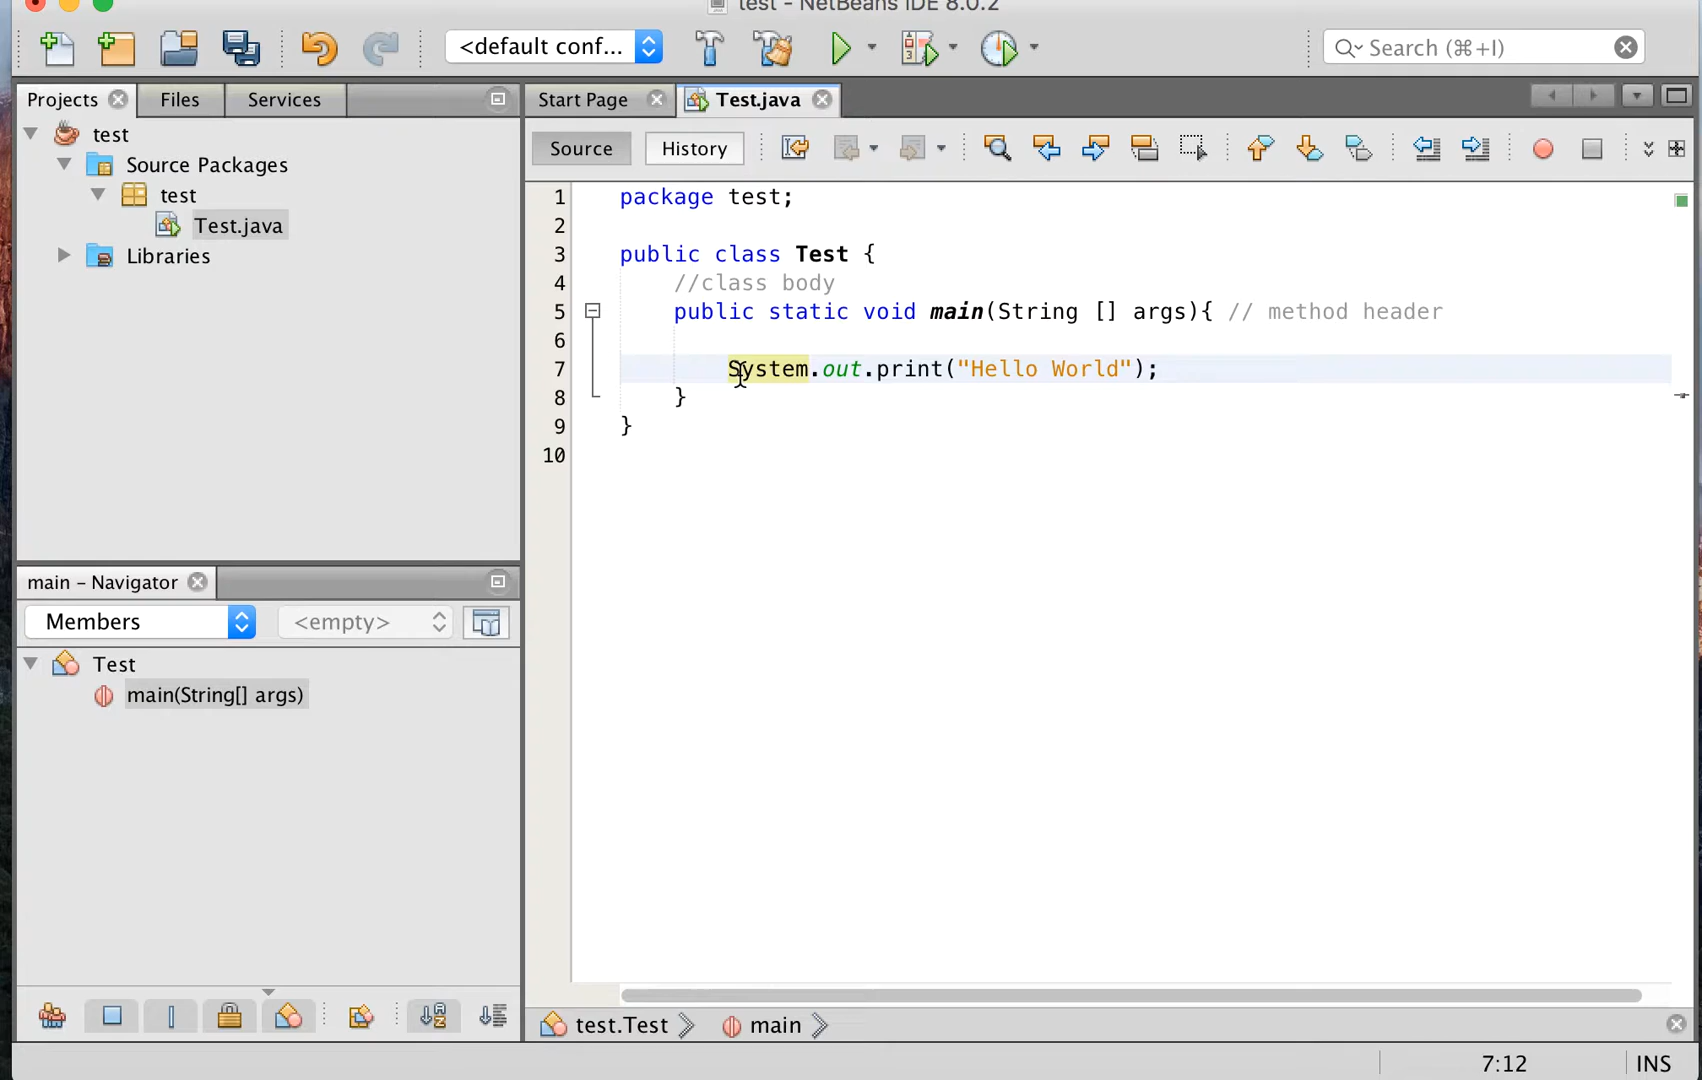 test - NetBeans IDE 8.0.2
<default conf...
Search (⌘+I)
Projects
Files
Services
Start Page
Test.java
test
Source Packages
test
Test.java
Libraries
Source
History
1 package test;
2
3 public class Test {
4 //class body
5 public static void main(String [] args){ // method header
6
7 System.out.print("Hello World");
8 }
9 }
10
main - Navigator
Members
<empty>
Test
main(String[] args)
test.Test
main
7:12
INS